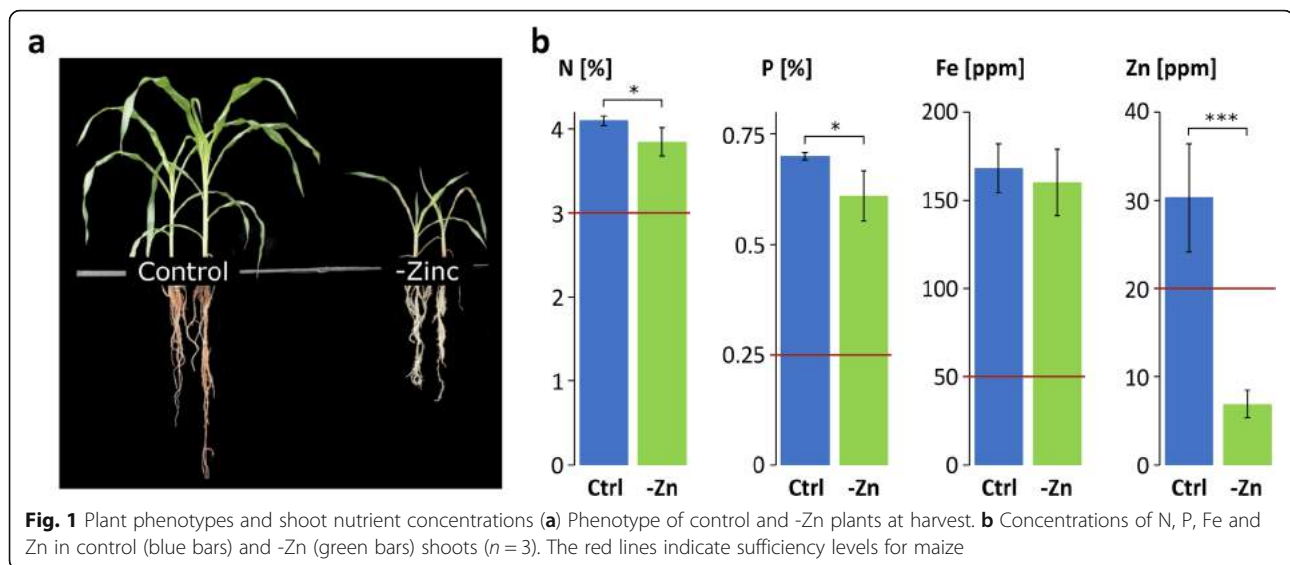 a
Control
-Zinc
b
N [%]
*
4
3
2
1
0
Ctrl -Zn
P [%]
*
0.75
0.5
0.25
0
Ctrl -Zn
Fe [ppm]
200
150
100
50
0
Ctrl -Zn
Zn [ppm]
***
40
30
20
10
0
Ctrl -Zn
Fig. 1 Plant phenotypes and shoot nutrient concentrations (a) Phenotype of control and -Zn plants at harvest. b Concentrations of N, P, Fe and
Zn in control (blue bars) and -Zn (green bars) shoots (n = 3). The red lines indicate sufficiency levels for maize